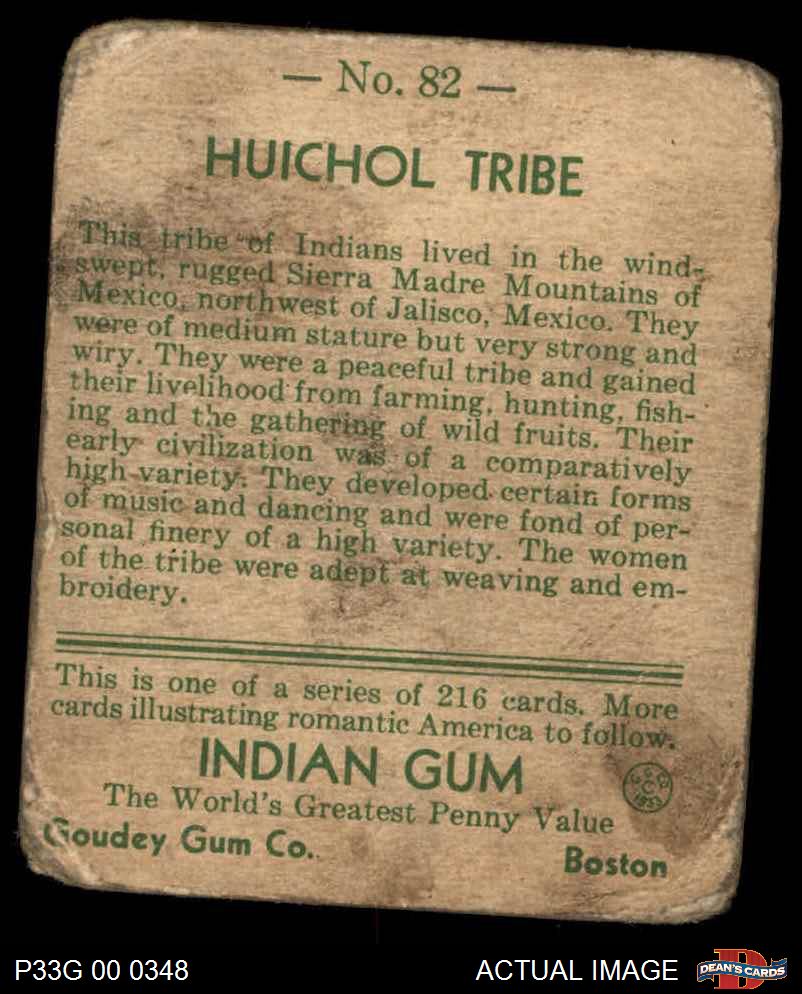 — No. 82 —
HUICHOL TRIBE
This tribe of Indians lived in the wind-
swept, rugged Sierra Madre Mountains of
Mexico, northwest of Jalisco, Mexico. They
were of medium stature but very strong and
wiry. They were a peaceful tribe and gained
their livelihood from farming, hunting, fish-
ing and the gathering of wild fruits. Their
early civilization was of a comparatively
high variety. They developed certain forms
of music and dancing and were fond of per-
sonal finery of a high variety. The women
of the tribe were adept at weaving and em-
broidery.
This is one of a series of 216 cards. More
cards illustrating romantic America to follow.
INDIAN GUM
The World's Greatest Penny Value
Goudey Gum Co.
Boston
P33G 00 0348
ACTUAL IMAGE
DEAN'S CARDS